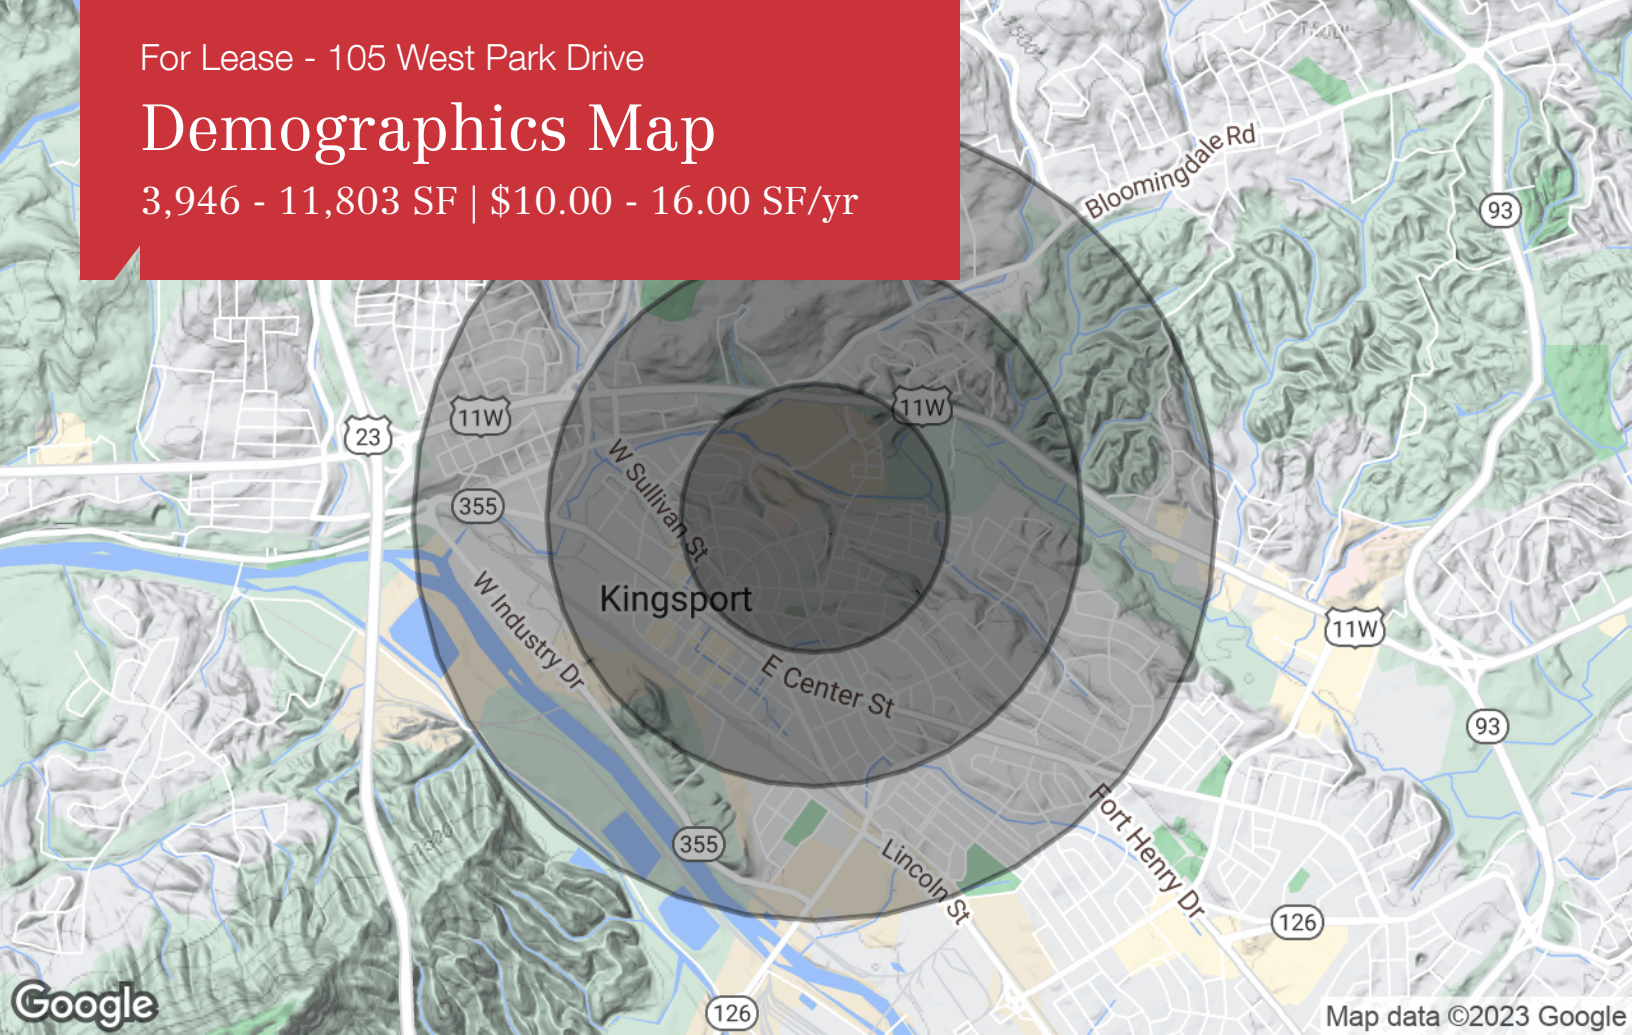 For Lease - 105 West Park Drive
Demographics Map
3,946 - 11,803 SF | $10.00 - 16.00 SF/yr
Bloomingdale Rd
93
11W
11W
23
W Sullivan St
355
W Industry Dr
Kingsport
11W
E Center St
93
Fort Henry Dr
355
Lincoln St
126
126
Google
Map data ©2023 Google